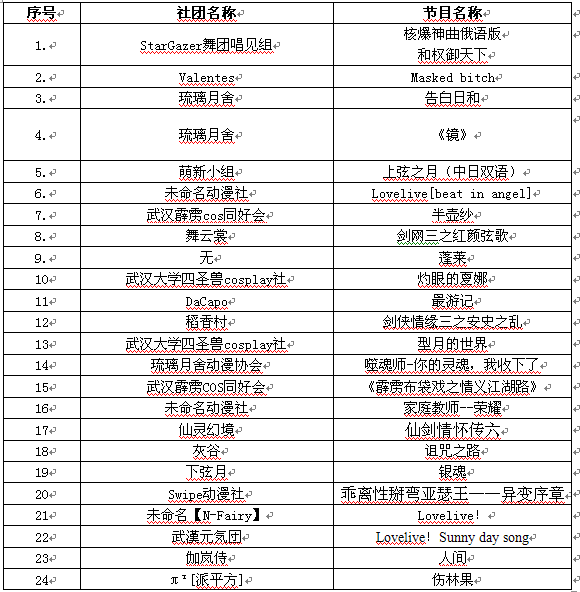 序号 社团名称 节目名称
1. StarGazer舞团唱见组 核爆神曲俄语版
和权御天下
2. Valentes Masked bitch
3. 琉璃月舍 告白日和
4. 琉璃月舍 《镜》
5. 萌新小组 上弦之月（中日双语）
6. 未命名动漫社 Lovelive[beat in angel]
7. 武汉霹雳cos同好会 半壶纱
8. 舞云裳 剑网三之红颜弦歌
9. 无 蓬莱
10 武汉大学四圣兽cosplay社 灼眼的夏娜
11 DaCapo 最游记
12 稻香村 剑侠情缘三之安史之乱
13 武汉大学四圣兽cosplay社 型月的世界
14 琉璃月舍动漫协会 噬魂师-你的灵魂，我收下了
15 武汉霹雳COS同好会 《霹雳布袋戏之情义江湖路》
16 未命名动漫社 家庭教师--荣耀
17 仙灵幻境 仙剑情怀传六
18 灰谷 诅咒之路
19 下弦月 银魂
20 Swipe动漫社 乖离性掰弯亚瑟王——异变序章
21 未命名【N-Fairy】 Lovelive！
22 武漢元気団 Lovelive! Sunny day song
23 伽岚侍 人间
24 π²[派平方] 伤林果